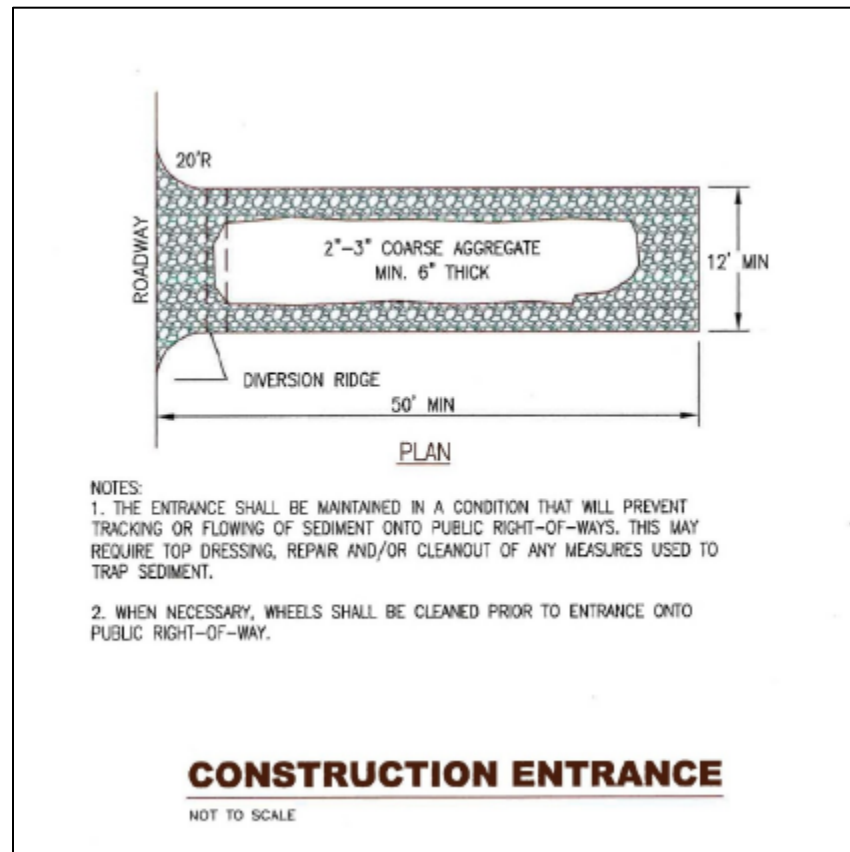 20'R
ROADWAY
2"-3" COARSE AGGREGATE
MIN. 6" THICK
12' MIN
DIVERSION RIDGE
50' MIN
PLAN
NOTES:
1. THE ENTRANCE SHALL BE MAINTAINED IN A CONDITION THAT WILL PREVENT
TRACKING OR FLOWING OF SEDIMENT ONTO PUBLIC RIGHT-OF-WAYS. THIS MAY
REQUIRE TOP DRESSING, REPAIR AND/OR CLEANOUT OF ANY MEASURES USED TO
TRAP SEDIMENT.
2. WHEN NECESSARY, WHEELS SHALL BE CLEANED PRIOR TO ENTRANCE ONTO
PUBLIC RIGHT-OF-WAY.
CONSTRUCTION ENTRANCE
NOT TO SCALE